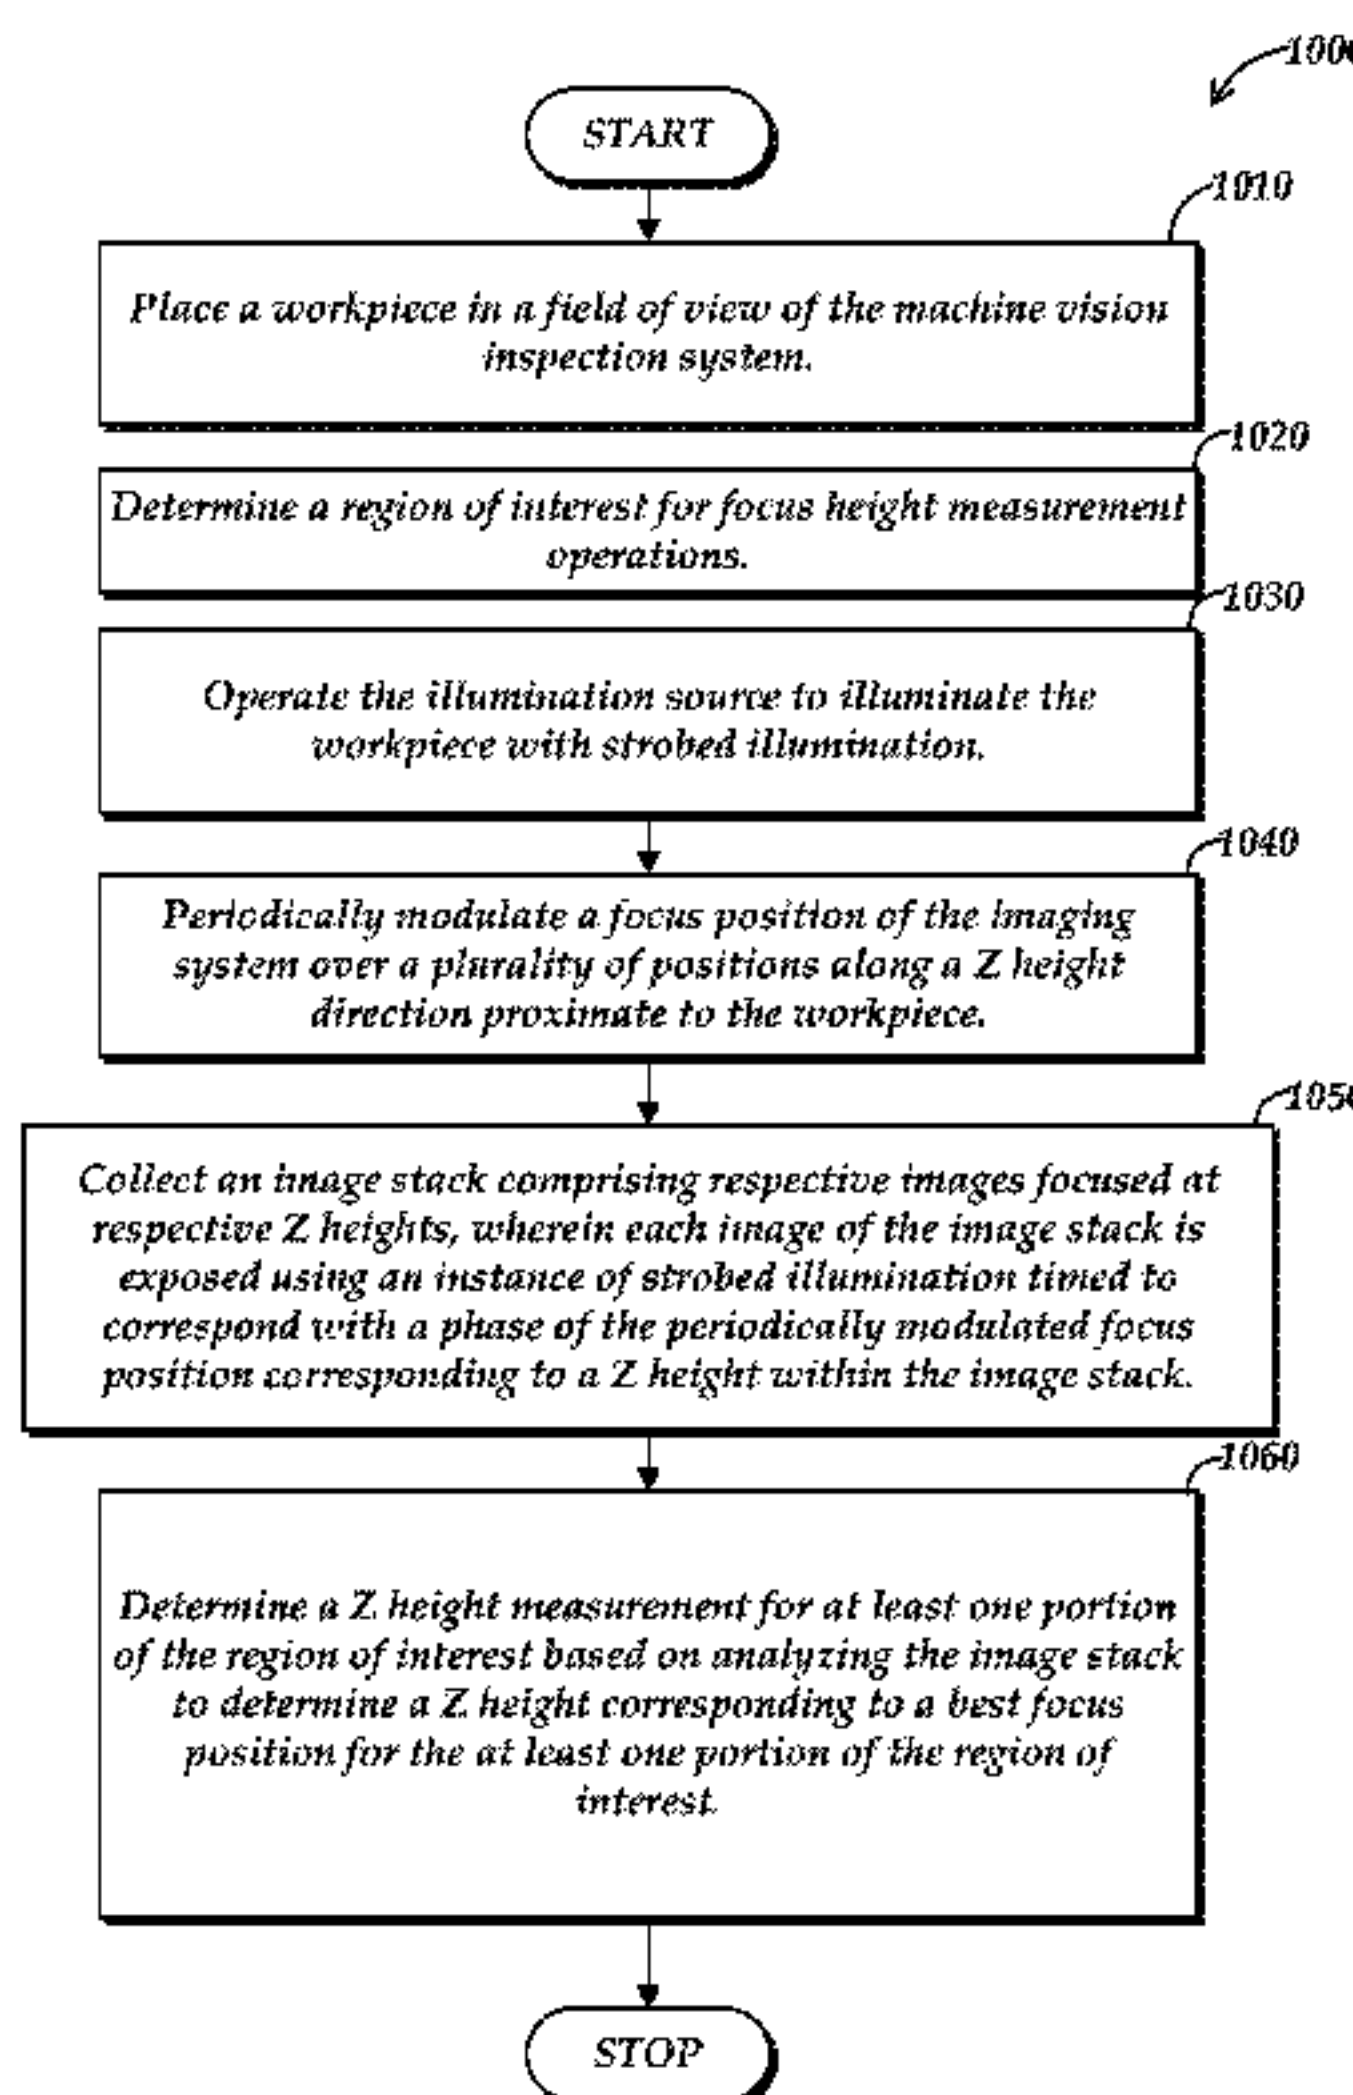 1000
START
1010
Place a workpiece in a field of view of the machine vision
inspection system.
1020
Determine a region of interest for focus height measurement
operations.
1030
Operate the illumination source to illuminate the
workpiece with strobed illumination.
1040
Periodically modulate a focus position of the imaging
system over a plurality of positions along a Z height
direction proximate to the workpiece.
1050
Collect an image stack comprising respective images focused at
respective Z heights, wherein each image of the image stack is
exposed using an instance of strobed illumination timed to
correspond with a phase of the periodically modulated focus
position corresponding to a Z height within the image stack.
1060
Determine a Z height measurement for at least one portion
of the region of interest based on analyzing the image stack
to determine a Z height corresponding to a best focus
position for the at least one portion of the region of
interest.
STOP